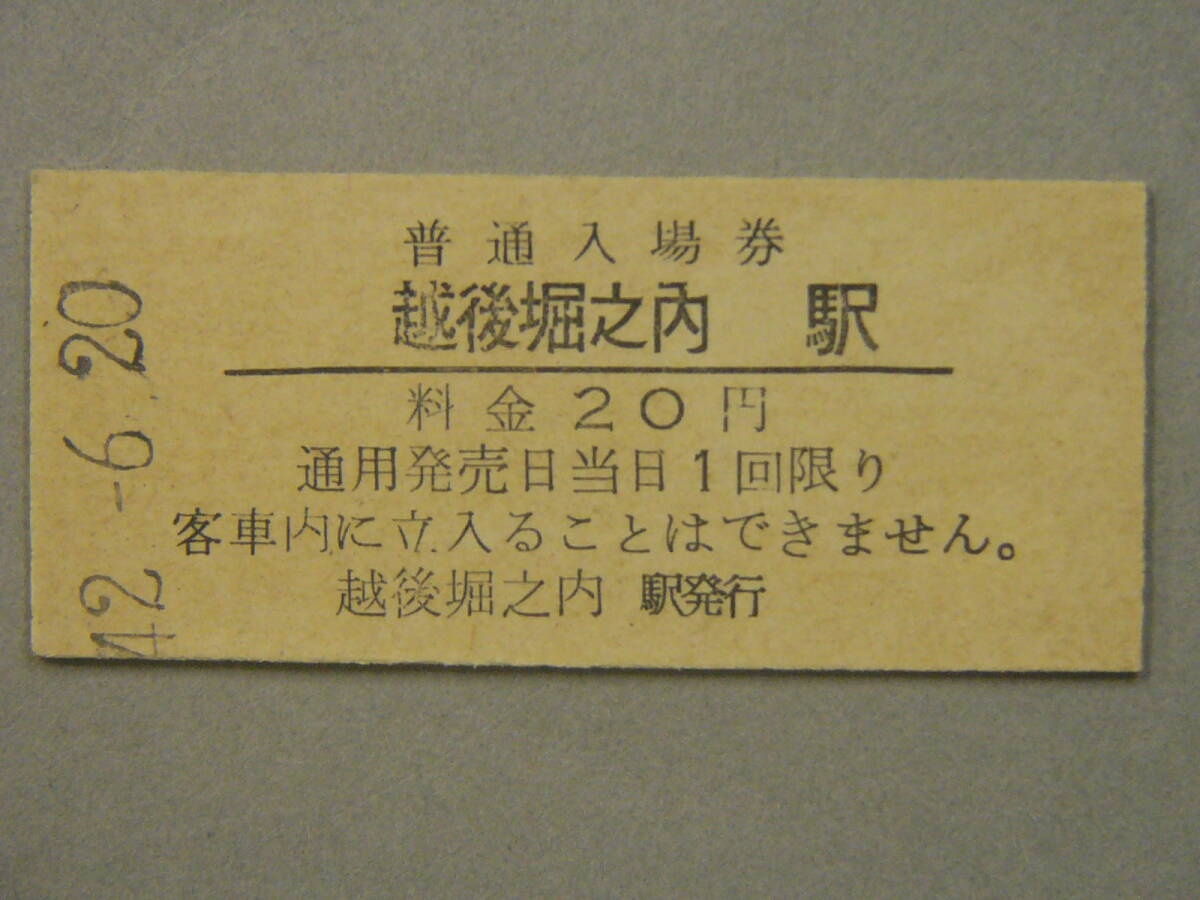 普通入場券
越後堀之内 駅
料金20円
通用発売日当日1回限り
客車内に立入ることはできません。
越後堀之内 駅発行
42-6.20